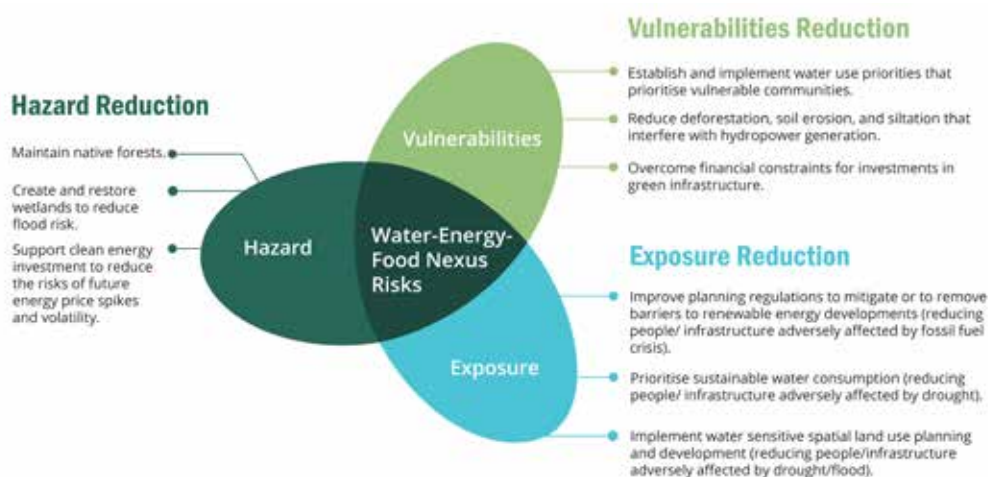 Hazard Reduction
Maintain native forests.
Create and restore
wetlands to reduce
flood risk.
Support clean energy
investment to reduce
the risks of future
energy price spikes
and volatility.
Hazard
Vulnerabilities
Water-Energy-
Food Nexus
Risks
Exposure
Vulnerabilities Reduction
Establish and implement water use priorities that
prioritise vulnerable communities.
Reduce deforestation, soil erosion, and siltation that
interfere with hydropower generation.
Overcome financial constraints for investments in
green infrastructure.
Exposure Reduction
Improve planning regulations to mitigate or to remove
barriers to renewable energy developments (reducing
people/ infrastructure adversely affected by fossil fuel
crisis).
Prioritise sustainable water consumption (reducing
people/ infrastructure adversely affected by drought).
Implement water sensitive spatial land use planning
and development (reducing people/infrastructure
adversely affected by drought/flood).